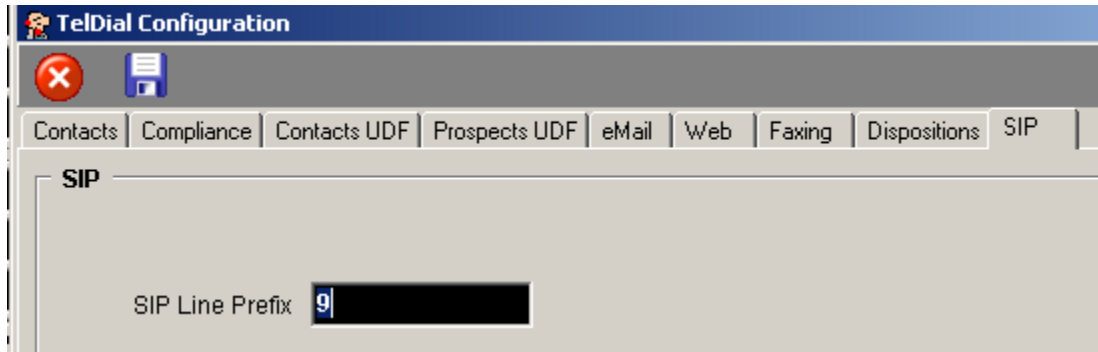 TelDial Configuration
Contacts Compliance Contacts UDF Prospects UDF eMail Web Faxing Dispositions SIP
SIP
SIP Line Prefix 9